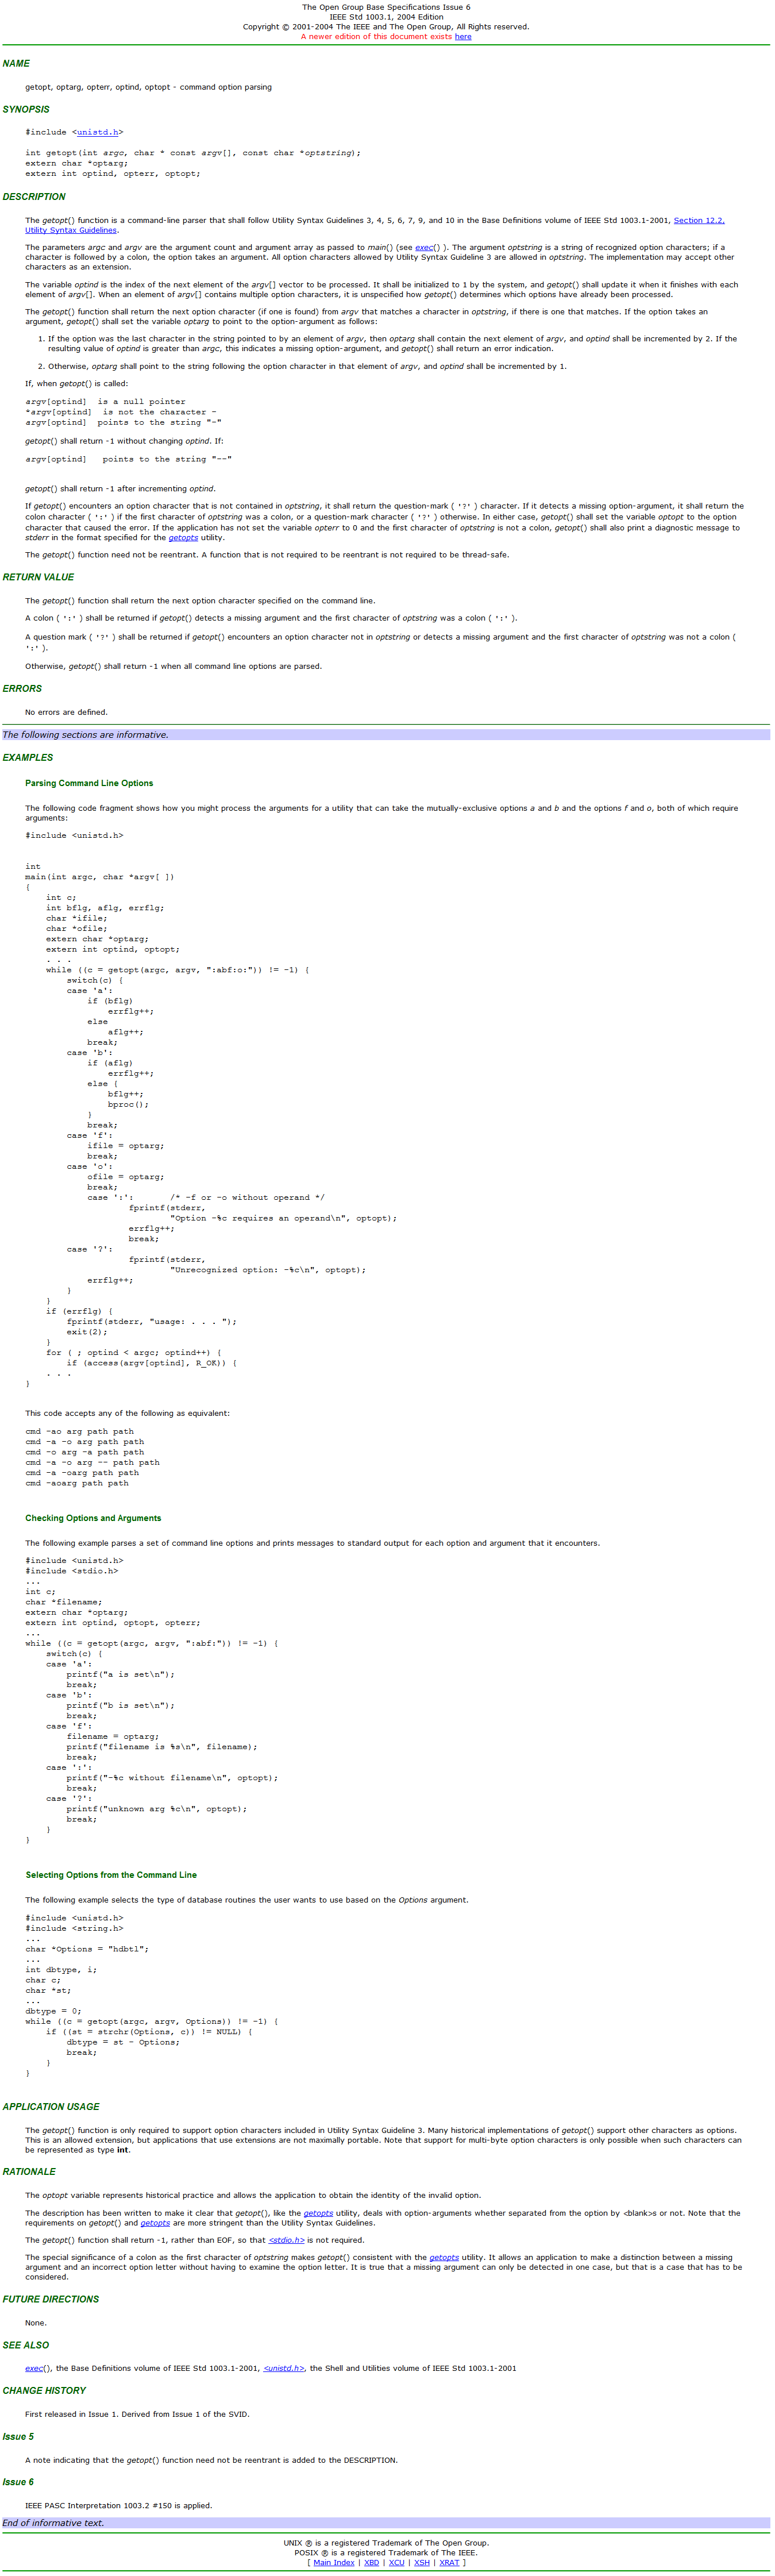 The Open Group Base Specifications Issue 6
IEEE Std 1003.1, 2004 Edition
Copyright © 2001-2004 The IEEE and The Open Group, All Rights reserved.
A newer edition of this document exists here
NAME
getopt, optarg, opterr, optind, optopt - command option parsing
SYNOPSIS
#include <unistd.h>
int getopt(int argc, char * const argv[], const char *optstring);
extern char *optarg;
extern int optind, opterr, optopt;
DESCRIPTION
The getopt() function is a command-line parser that shall follow Utility Syntax Guidelines 3, 4, 5, 6, 7, 9, and 10 in the Base Definitions volume of IEEE Std 1003.1-2001, Section 12.2,
Utility Syntax Guidelines.
The parameters argc and argv are the argument count and argument array as passed to main() (see exec() ). The argument optstring is a string of recognized option characters; if a
character is followed by a colon, the option takes an argument. All option characters allowed by Utility Syntax Guideline 3 are allowed in optstring. The implementation may accept other
characters as an extension.
The variable optind is the index of the next element of the argv[] vector to be processed. It shall be initialized to 1 by the system, and getopt() shall update it when it finishes with each
element of argv[]. When an element of argv[] contains multiple option characters, it is unspecified how getopt() determines which options have already been processed.
The getopt() function shall return the next option character (if one is found) from argv that matches a character in optstring, if there is one that matches. If the option takes an
argument, getopt() shall set the variable optarg to point to the option-argument as follows:
1. If the option was the last character in the string pointed to by an element of argv, then optarg shall contain the next element of argv, and optind shall be incremented by 2. If the
resulting value of optind is greater than argc, this indicates a missing option-argument, and getopt() shall return an error indication.
2. Otherwise, optarg shall point to the string following the option character in that element of argv, and optind shall be incremented by 1.
If, when getopt() is called:
argv[optind]  is a null pointer
*argv[optind]  is not the character -
argv[optind]  points to the string "-"
getopt() shall return -1 without changing optind. If:
argv[optind]   points to the string "--"
getopt() shall return -1 after incrementing optind.
If getopt() encounters an option character that is not contained in optstring, it shall return the question-mark ( '?' ) character. If it detects a missing option-argument, it shall return the
colon character ( ':' ) if the first character of optstring was a colon, or a question-mark character ( '?' ) otherwise. In either case, getopt() shall set the variable optopt to the option
character that caused the error. If the application has not set the variable opterr to 0 and the first character of optstring is not a colon, getopt() shall also print a diagnostic message to
stderr in the format specified for the getopts utility.
The getopt() function need not be reentrant. A function that is not required to be reentrant is not required to be thread-safe.
RETURN VALUE
The getopt() function shall return the next option character specified on the command line.
A colon ( ':' ) shall be returned if getopt() detects a missing argument and the first character of optstring was a colon ( ':' ).
A question mark ( '?' ) shall be returned if getopt() encounters an option character not in optstring or detects a missing argument and the first character of optstring was not a colon (
':' ).
Otherwise, getopt() shall return -1 when all command line options are parsed.
ERRORS
No errors are defined.
The following sections are informative.
EXAMPLES
Parsing Command Line Options
The following code fragment shows how you might process the arguments for a utility that can take the mutually-exclusive options a and b and the options f and o, both of which require
arguments:
#include <unistd.h>
int
main(int argc, char *argv[ ])
{
    int c;
    int bflg, aflg, errflg;
    char *ifile;
    char *ofile;
    extern char *optarg;
    extern int optind, optopt;
    . . .
    while ((c = getopt(argc, argv, ":abf:o:")) != -1) {
        switch(c) {
        case 'a':
            if (bflg)
                errflg++;
            else
                aflg++;
            break;
        case 'b':
            if (aflg)
                errflg++;
            else {
                bflg++;
                bproc();
            }
            break;
        case 'f':
            ifile = optarg;
            break;
        case 'o':
            ofile = optarg;
            break;
            case ':':       /* -f or -o without operand */
                    fprintf(stderr,
                            "Option -%c requires an operand\n", optopt);
                    errflg++;
                    break;
        case '?':
                    fprintf(stderr,
                            "Unrecognized option: -%c\n", optopt);
            errflg++;
        }
    }
    if (errflg) {
        fprintf(stderr, "usage: . . . ");
        exit(2);
    }
    for ( ; optind < argc; optind++) {
        if (access(argv[optind], R_OK)) {
    . . .
}
This code accepts any of the following as equivalent:
cmd -ao arg path path
cmd -a -o arg path path
cmd -o arg -a path path
cmd -a -o arg -- path path
cmd -a -oarg path path
cmd -aoarg path path
Checking Options and Arguments
The following example parses a set of command line options and prints messages to standard output for each option and argument that it encounters.
#include <unistd.h>
#include <stdio.h>
...
int c;
char *filename;
extern char *optarg;
extern int optind, optopt, opterr;
...
while ((c = getopt(argc, argv, ":abf:")) != -1) {
    switch(c) {
    case 'a':
        printf("a is set\n");
        break;
    case 'b':
        printf("b is set\n");
        break;
    case 'f':
        filename = optarg;
        printf("filename is %s\n", filename);
        break;
    case ':':
        printf("-%c without filename\n", optopt);
        break;
    case '?':
        printf("unknown arg %c\n", optopt);
        break;
    }
}
Selecting Options from the Command Line
The following example selects the type of database routines the user wants to use based on the Options argument.
#include <unistd.h>
#include <string.h>
...
char *Options = "hdbtl";
...
int dbtype, i;
char c;
char *st;
...
dbtype = 0;
while ((c = getopt(argc, argv, Options)) != -1) {
    if ((st = strchr(Options, c)) != NULL) {
        dbtype = st - Options;
        break;
    }
}
APPLICATION USAGE
The getopt() function is only required to support option characters included in Utility Syntax Guideline 3. Many historical implementations of getopt() support other characters as options.
This is an allowed extension, but applications that use extensions are not maximally portable. Note that support for multi-byte option characters is only possible when such characters can
be represented as type int.
RATIONALE
The optopt variable represents historical practice and allows the application to obtain the identity of the invalid option.
The description has been written to make it clear that getopt(), like the getopts utility, deals with option-arguments whether separated from the option by <blank>s or not. Note that the
requirements on getopt() and getopts are more stringent than the Utility Syntax Guidelines.
The getopt() function shall return -1, rather than EOF, so that <stdio.h> is not required.
The special significance of a colon as the first character of optstring makes getopt() consistent with the getopts utility. It allows an application to make a distinction between a missing
argument and an incorrect option letter without having to examine the option letter. It is true that a missing argument can only be detected in one case, but that is a case that has to be
considered.
FUTURE DIRECTIONS
None.
SEE ALSO
exec(), the Base Definitions volume of IEEE Std 1003.1-2001, <unistd.h>, the Shell and Utilities volume of IEEE Std 1003.1-2001
CHANGE HISTORY
First released in Issue 1. Derived from Issue 1 of the SVID.
Issue 5
A note indicating that the getopt() function need not be reentrant is added to the DESCRIPTION.
Issue 6
IEEE PASC Interpretation 1003.2 #150 is applied.
End of informative text.
UNIX ® is a registered Trademark of The Open Group.
POSIX ® is a registered Trademark of The IEEE.
[ Main Index | XBD | XCU | XSH | XRAT ]